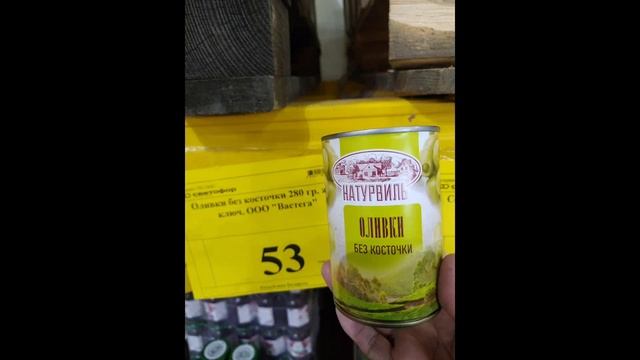 СВЕТОФОР
Оливки без косточки 280 гр.
ключ. ООО "Вастега"
53
НАТУРВИЛЬ
ОЛИВКИ
БЕЗ КОСТОЧКИ